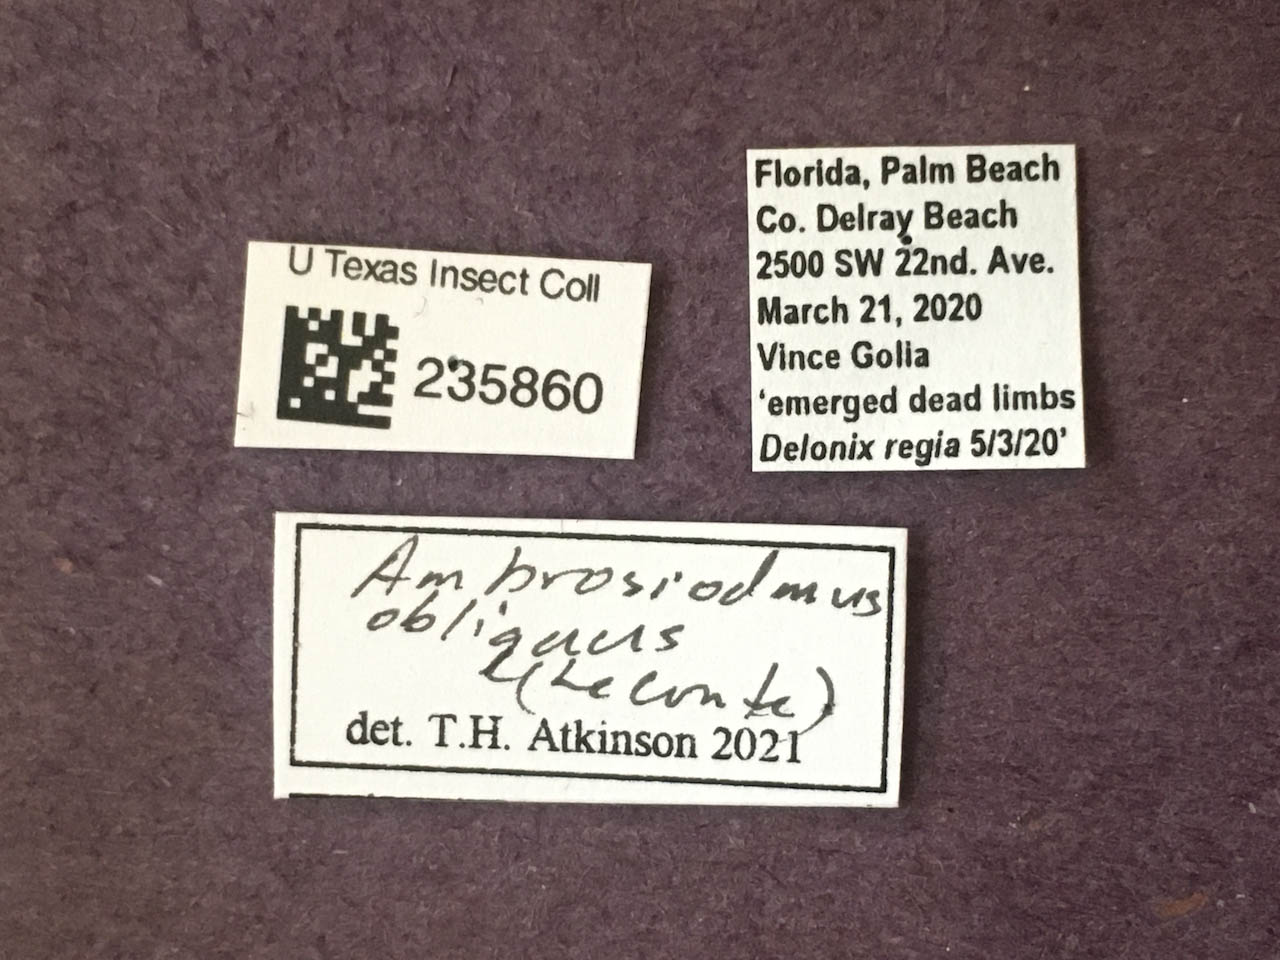 U Texas Insect Coll
235860
Florida, Palm Beach
Co. Delray Beach
2500 SW 22nd. Ave.
March 21, 2020
Vince Golia
‘emerged dead limbs
Delonix regia 5/3/20’
Ambrosiodmus
obliquus
(LeConte)
det. T.H. Atkinson 2021